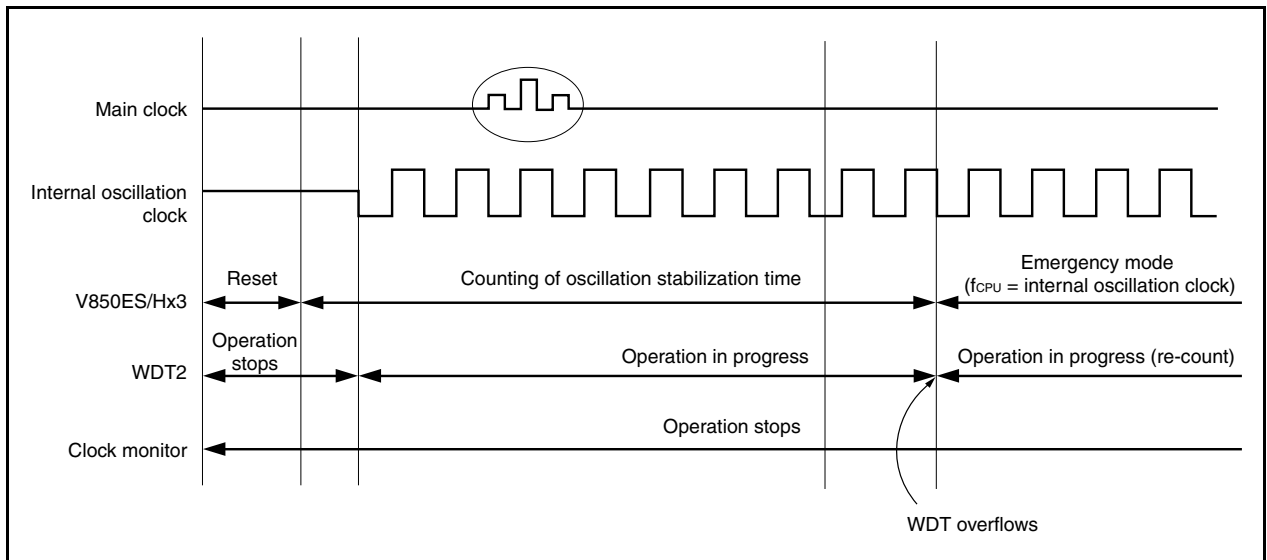 Main clock
Internal oscillation
clock
Reset
Counting of oscillation stabilization time
Emergency mode
(fCPU = internal oscillation clock)
V850ES/Hx3
Operation
stops
Operation in progress
Operation in progress (re-count)
WDT2
Operation stops
Clock monitor
WDT overflows